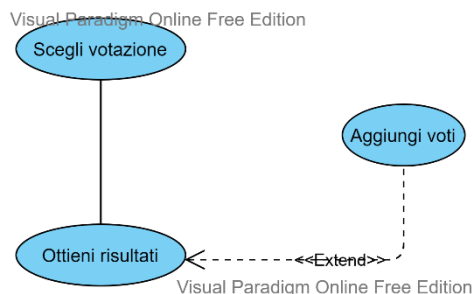 Visual Paradigm Online Free Edition
Scegli votazione
Aggiungi voti
Ottieni risultati
<<Extend>>
Visual Paradigm Online Free Edition